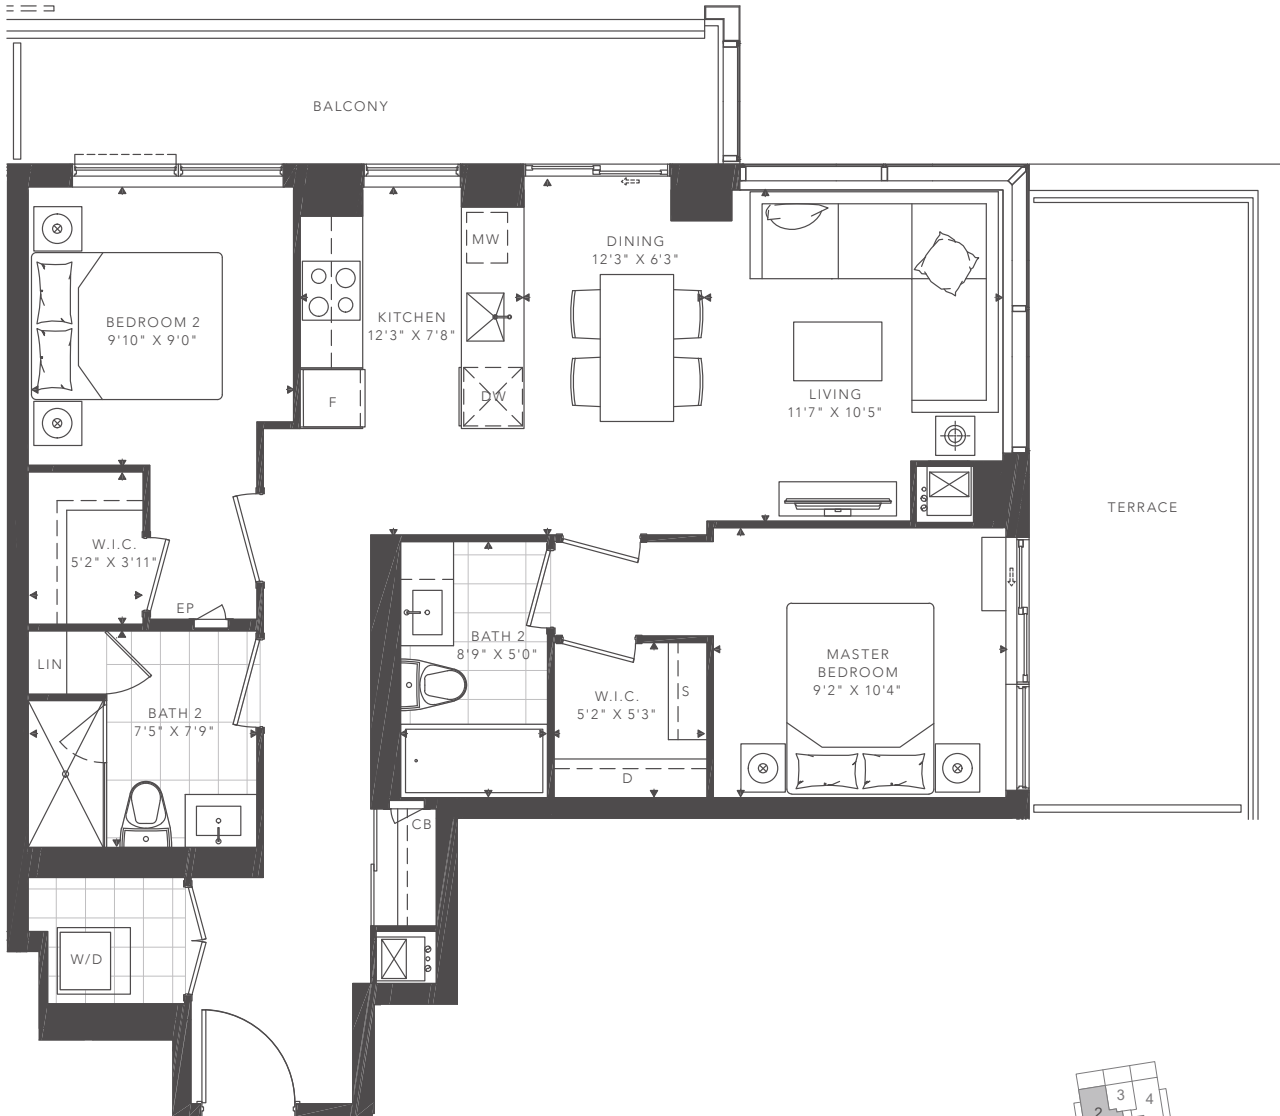 BALCONY
DINING
12'3" X 6'3"
MW
KITCHEN
12'3" X 7'8"
BEDROOM 2
9'10" X 9'0"
F
DW
LIVING
11'7" X 10'5"
TERRACE
W.I.C.
5'2" X 3'11"
EP
LIN
BATH 2
7'5" X 7'9"
BATH 2
8'9" X 5'0"
W.I.C.
5'2" X 5'3"
S
D
MASTER
BEDROOM
9'2" X 10'4"
CB
W/D
3
4
2